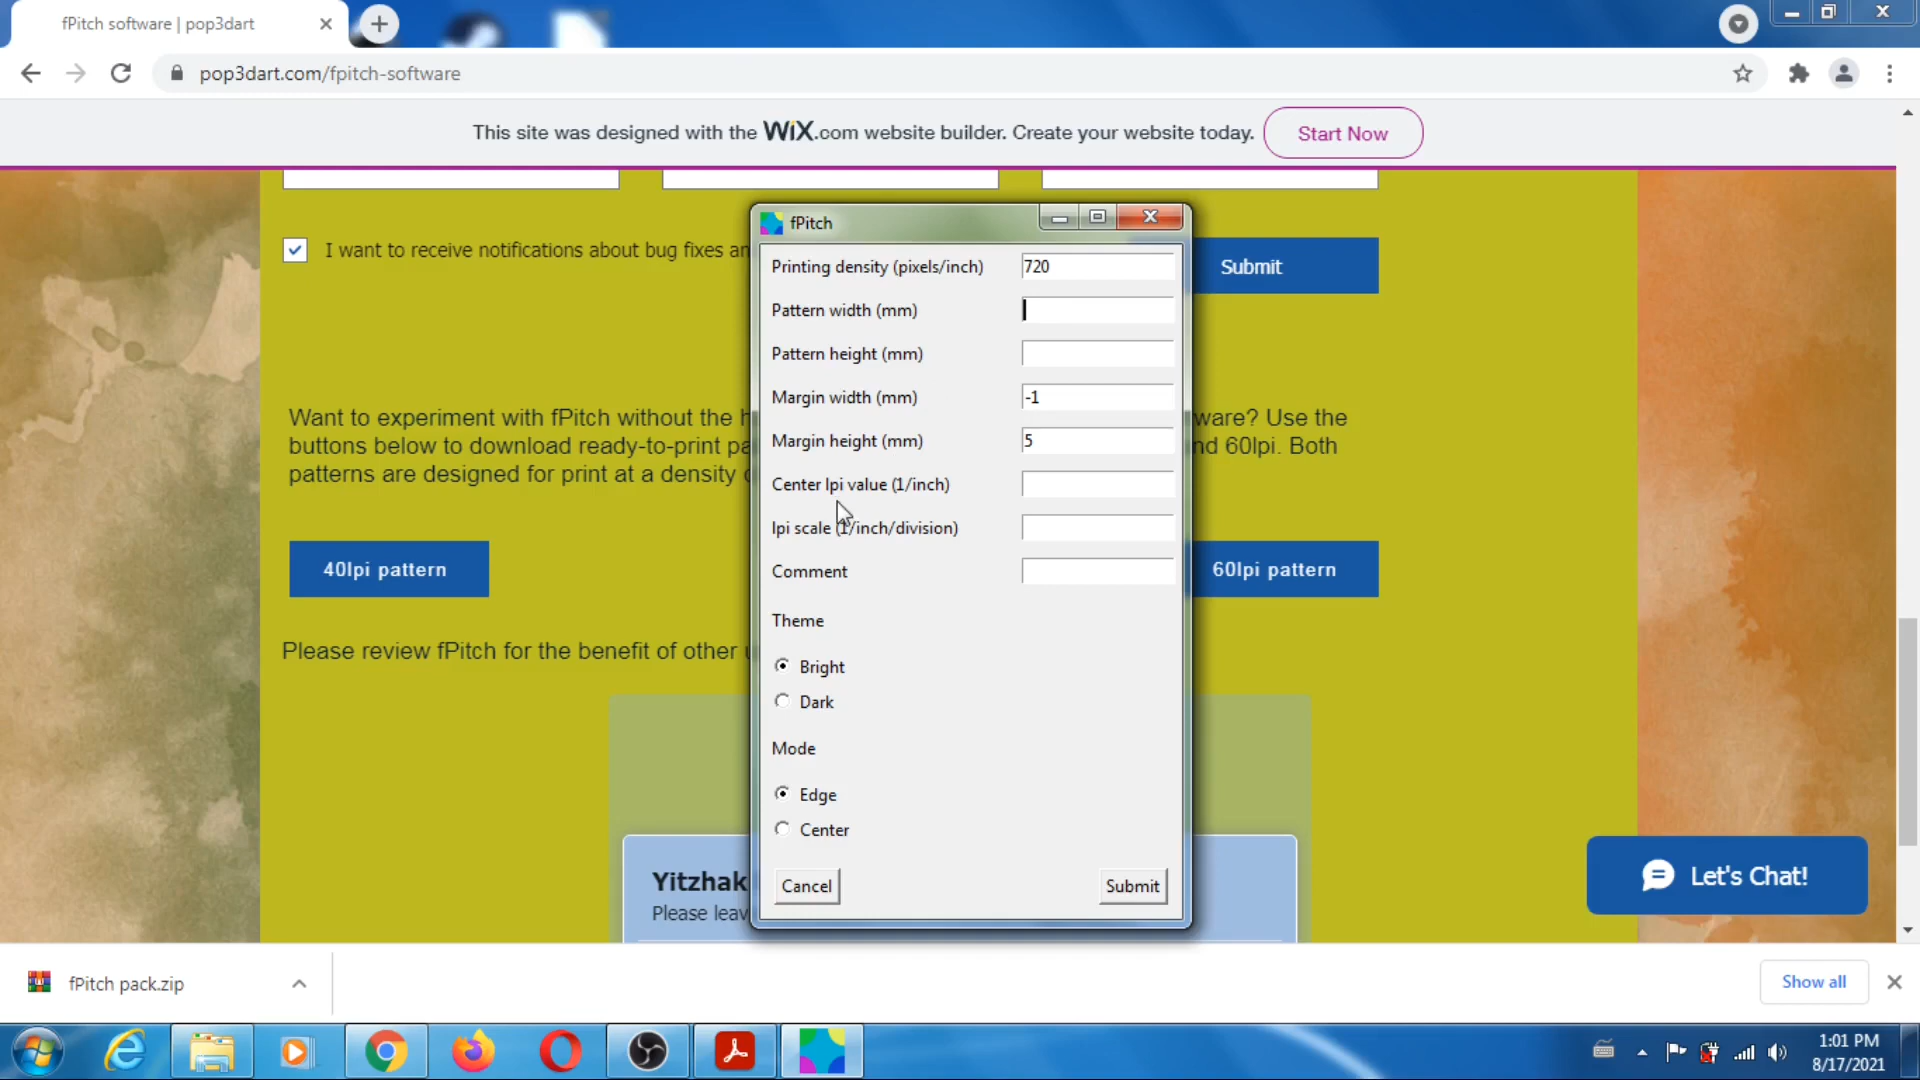 fPitch software | pop3dart
pop3dart.com/fpitch-software
This site was designed with the WiX.com website builder. Create your website today.
Start Now
I want to receive notifications about bug fixes an
Submit
fPitch
Printing density (pixels/inch) 720
Pattern width (mm)
Pattern height (mm)
Margin width (mm) -1
Margin height (mm) 5
Center lpi value (1/inch)
lpi scale (1/inch/division)
Comment
Theme
Bright
Dark
Mode
Edge
Center
Cancel
Submit
Want to experiment with fPitch without the h ware? Use the
buttons below to download ready-to-print pa nd 60lpi. Both
patterns are designed for print at a density
40lpi pattern
60lpi pattern
Please review fPitch for the benefit of other
Yitzhak
Please leav
Let's Chat!
fPitch pack.zip
Show all
1:01 PM
8/17/2021